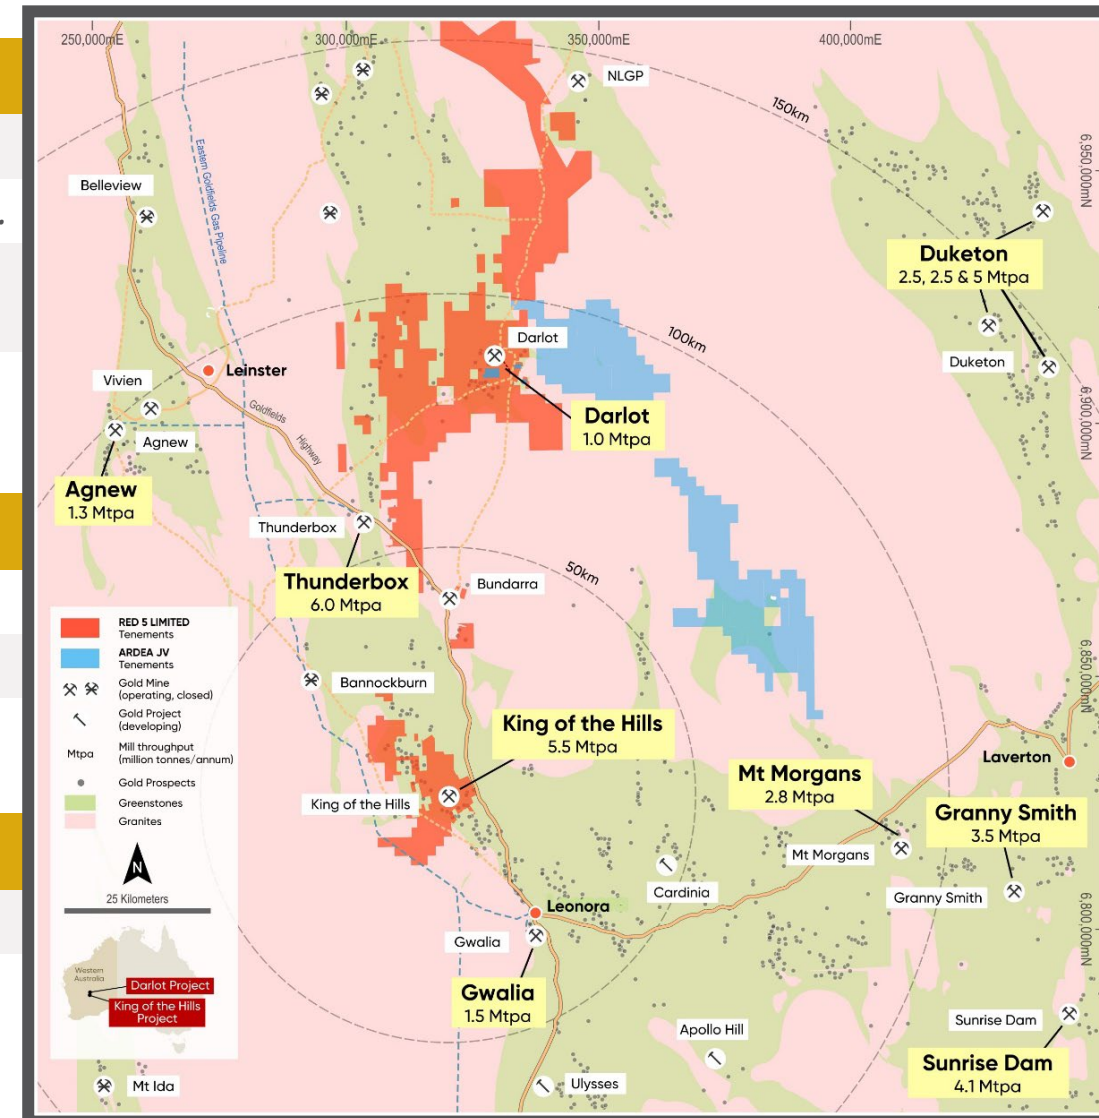 250,000mE
300,000mE
350,000mE
400,000mE
NLGP
150km
6,950,000mN
Belleview
Eastern Goldfields Gas Pipeline
Duketon
2.5, 2.5 & 5 Mtpa
Darlot
100km
Duketon
Leinster
Vivien
Goldfields
Highway
Darlot
1.0 Mtpa
6,900,000mN
Agnew
Agnew
1.3 Mtpa
Thunderbox
Thunderbox
6.0 Mtpa
50km
Bundarra
RED 5 LIMITED
Tenements
ARDEA JV
Tenements
Gold Mine
(operating, closed)
Gold Project
(developing)
Mtpa
Mill throughput
(million tonnes/annum)
Gold Prospects
Greenstones
Granites
N
25 Kilometers
Western
Australia
Darlot Project
King of the Hills
Project
Bannockburn
6,850,000mN
King of the Hills
5.5 Mtpa
Laverton
Mt Morgans
2.8 Mtpa
King of the Hills
Granny Smith
3.5 Mtpa
Mt Morgans
Cardinia
Granny Smith
Leonora
6,800,000mN
Gwalia
Gwalia
1.5 Mtpa
Sunrise Dam
Apollo Hill
Sunrise Dam
4.1 Mtpa
Mt Ida
Ulysses